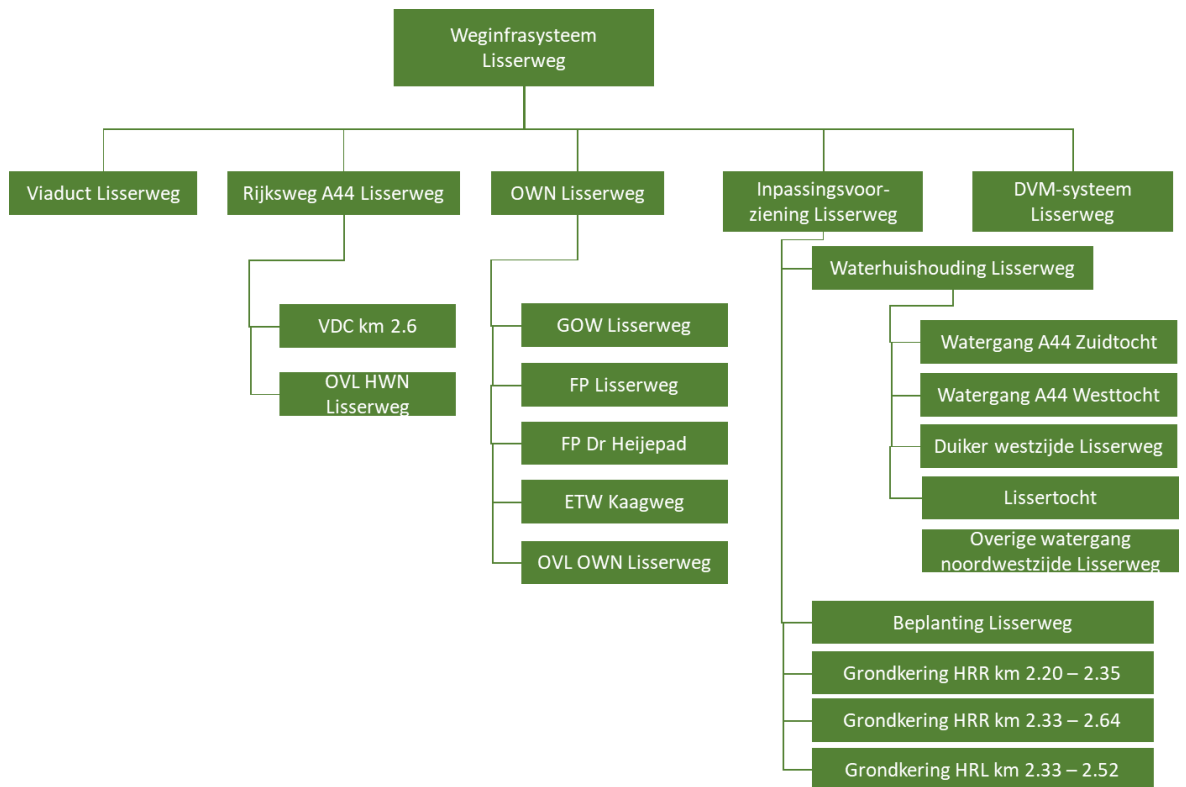 Weginfrasysteem
Lisserweg
Viaduct Lisserweg
Rijksweg A44 Lisserweg
OWN Lisserweg
Inpassingsvoor-
ziening Lisserweg
DVM-systeem
Lisserweg
VDC km 2.6
OVL HWN
Lisserweg
GOW Lisserweg
FP Lisserweg
FP Dr Heijepad
ETW Kaagweg
OVL OWN Lisserweg
Waterhuishouding Lisserweg
Watergang A44 Zuidtocht
Watergang A44 Westtocht
Duiker westzijde Lisserweg
Lissertocht
Overige watergang
noordwestzijde Lisserweg
Beplanting Lisserweg
Grondkering HRR km 2.20 – 2.35
Grondkering HRR km 2.33 – 2.64
Grondkering HRL km 2.33 – 2.52